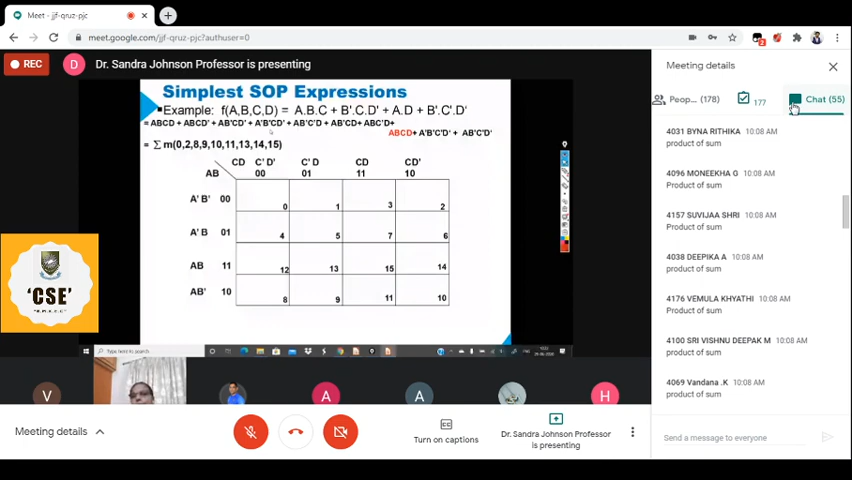 Meet - jjf-qruz-pjc
meet.google.com/jjf-qruz-pjc?authuser=0
2
REC
D
Dr. Sandra Johnson Professor is presenting
Meeting details
Peop... (178)
177
Chat (55)
Simplest SOP Expressions
Example: f(A,B,C,D) = A.B.C + B'.C.D' + A.D + B'.C'.D'
= ABCD + ABCD' + AB'CD' + A'B'CD' + AB'C'D + AB'CD+ ABC'D+
ABCD+ A'B'C'D' + AB'C'D'
= ∑ m(0,2,8,9,10,11,13,14,15)
CD C' D' C' D CD CD'
AB 00 01 11 10
A' B' 00 0 1 3 2
A' B 01 4 5 7 6
AB 11 12 13 15 14
AB' 10 8 9 11 10
'CSE'
Type here to search
4031 BYNA RITHIKA 10:08 AM
product of sum
4096 MONEEKHA G 10:08 AM
Product of sum
4157 SUVIJAA SHRI 10:08 AM
product of sum
4038 DEEPIKA A 10:08 AM
product of sum
4176 VEMULA KHYATHI 10:08 AM
product of sum
4100 SRI VISHNU DEEPAK M 10:08 AM
product of sum
4069 Vandana .K 10:08 AM
product of sum
V
A
A
H
Meeting details
Turn on captions
Dr. Sandra Johnson Professor
is presenting
Send a message to everyone